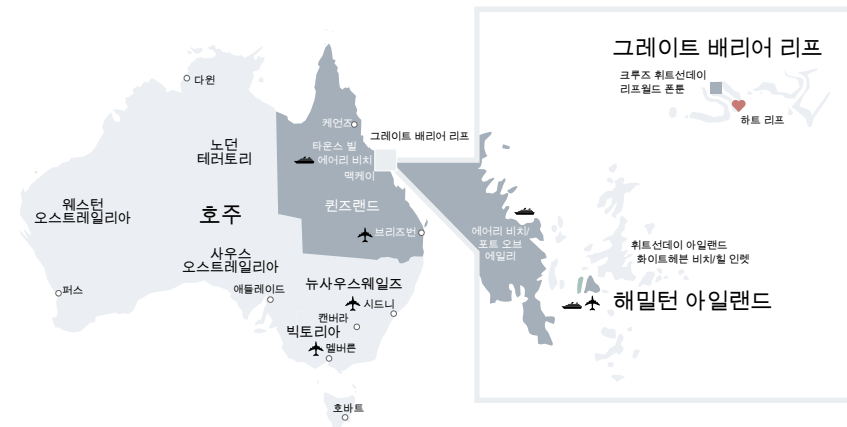 그레이트 배리어 리프
크루즈 휘트선데이
리프월드 폰툰
하트 리프
다윈
케언즈
그레이트 배리어 리프
노던
테러토리
타운스 빌
에어리 비치
맥케이
웨스턴
오스트레일리아
호주
퀸즈랜드
브리즈번
에어리 비치/
포트 오브
에일리
사우스
오스트레일리아
휘트선데이 아일랜드
화이트헤븐 비치/힐 인렛
퍼스
애들레이드
뉴사우스웨일즈
시드니
해밀턴 아일랜드
캔버라
빅토리아
멜버른
호바트